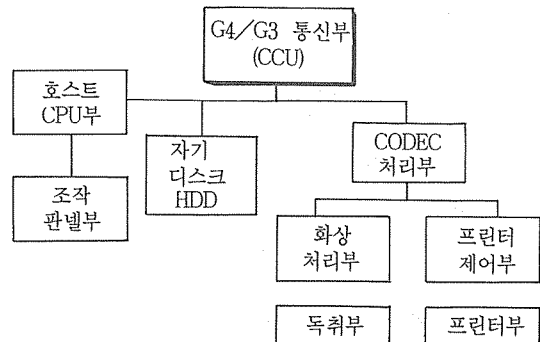 G4／G3 통신부
(CCU)
호스트
CPU부
자기
디스크
HDD
CODEC
처리부
조작
판넬부
화상
처리부
프린터
제어부
독취부
프린터부